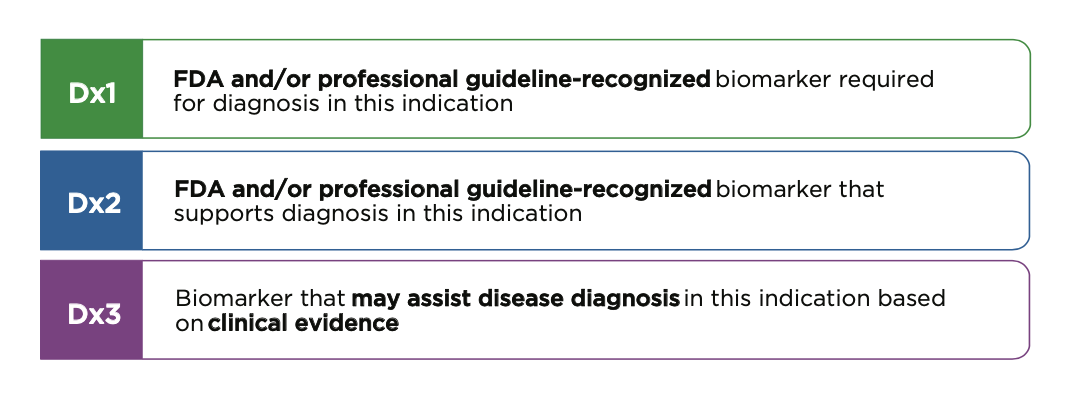 Dx1
FDA and/or professional guideline-recognized biomarker required
for diagnosis in this indication
Dx2
FDA and/or professional guideline-recognized biomarker that
supports diagnosis in this indication
Dx3
Biomarker that may assist disease diagnosis in this indication based
on clinical evidence